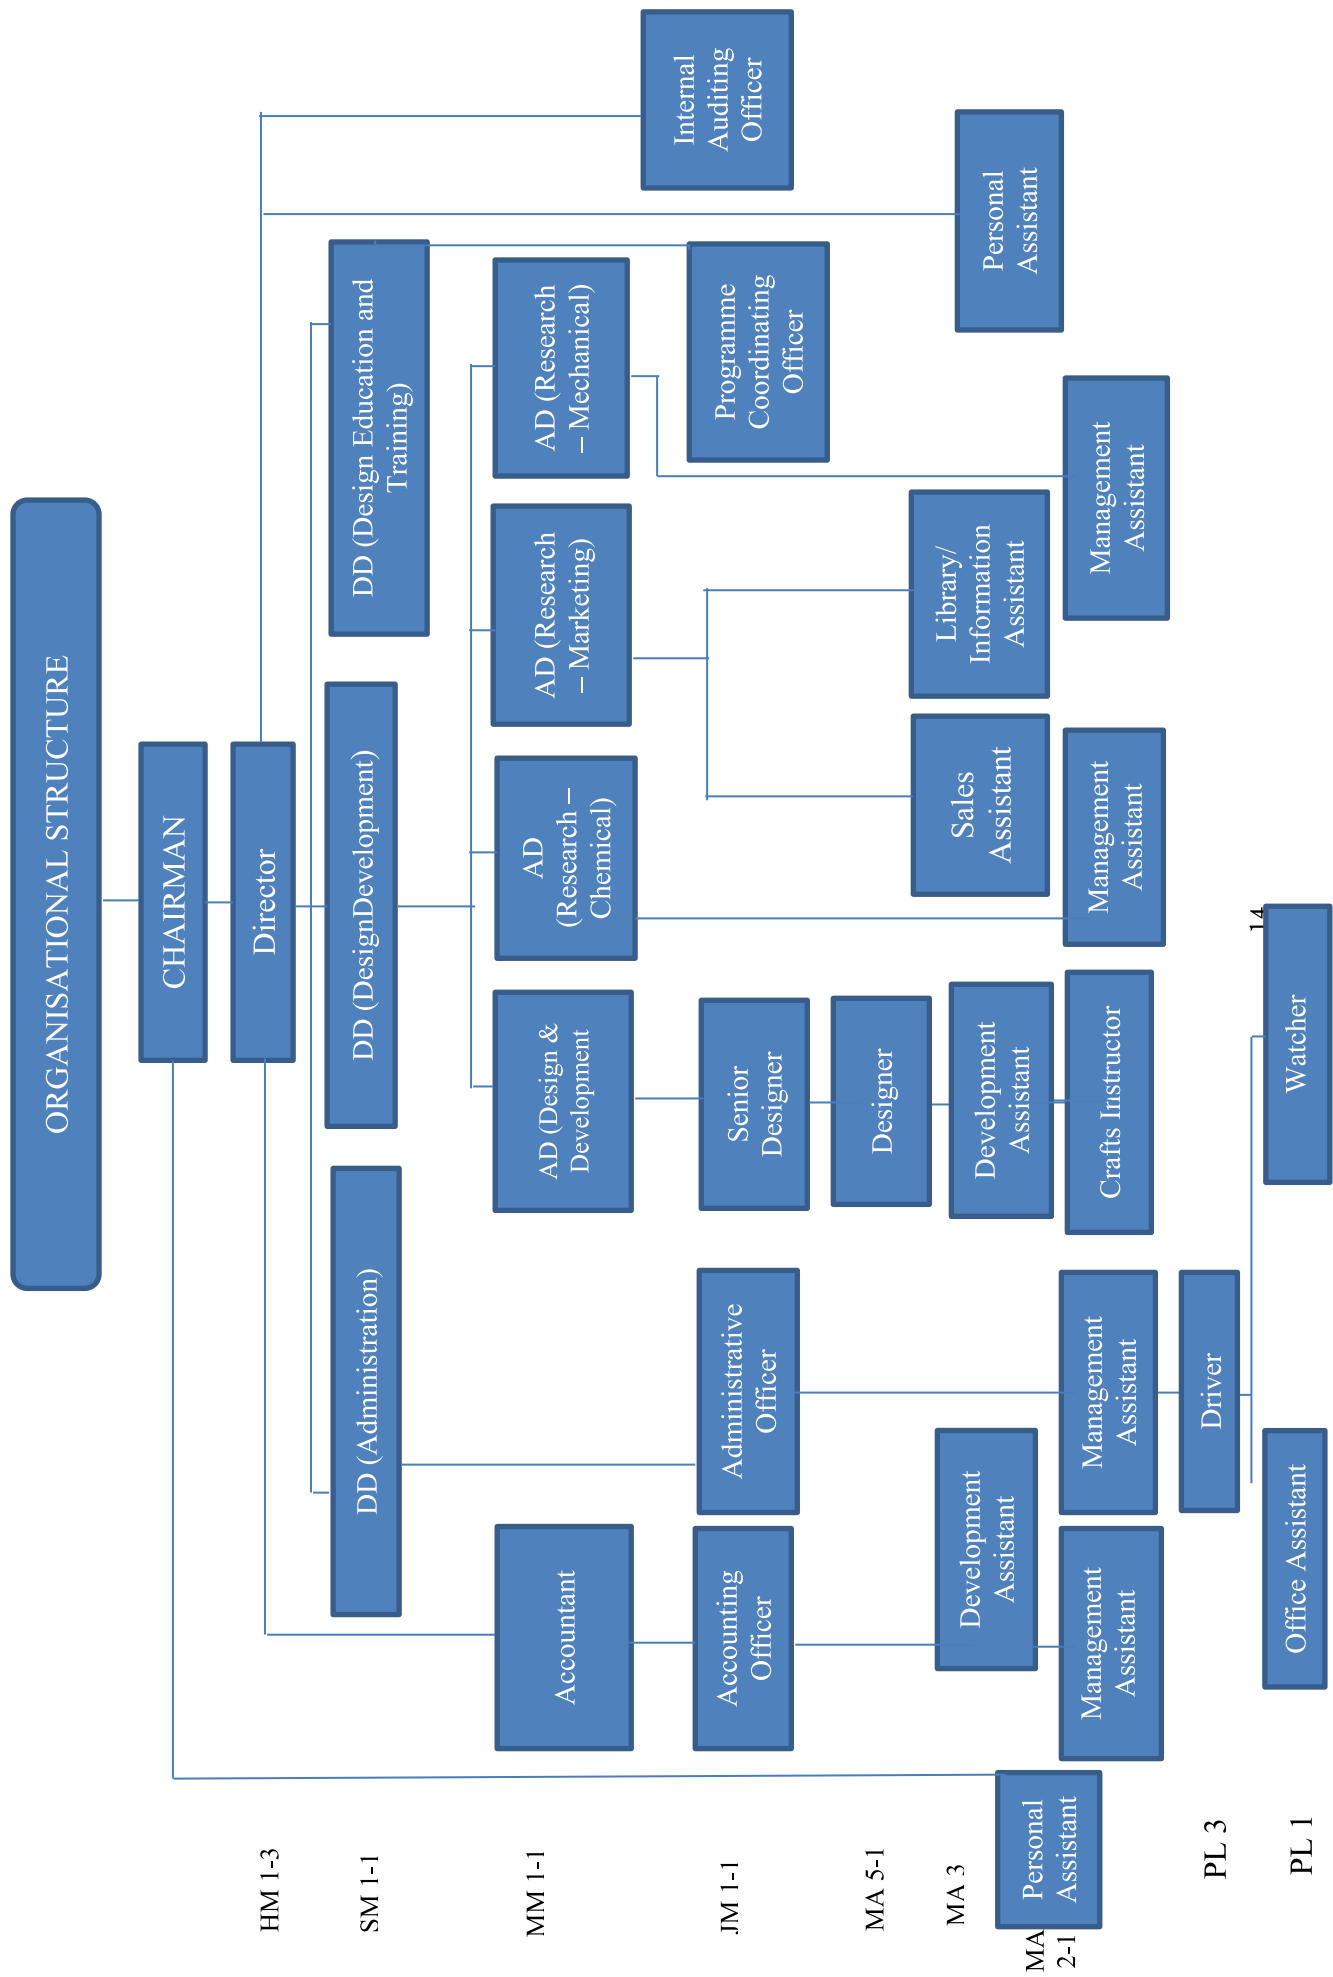 ORGANISATIONAL STRUCTURE
CHAIRMAN
HM 1-3
Director
SM 1-1
DD (Administration)
DD (DesignDevelopment)
DD (Design Education and
Training)
MM 1-1
Accountant
AD (Design &
Development
AD
(Research –
Chemical)
AD (Research
– Marketing)
AD (Research
– Mechanical)
Internal
Auditing
Officer
JM 1-1
Accounting
Officer
Administrative
Officer
Senior
Designer
Programme
Coordinating
Officer
MA 5-1
Designer
MA 3
Development
Assistant
Development
Assistant
Sales
Assistant
Library/
Information
Assistant
Personal
Assistant
MA
2-1
Personal
Assistant
Management
Assistant
Management
Assistant
Crafts Instructor
Management
Assistant
Management
Assistant
PL 3
Driver
14
PL 1
Office Assistant
Watcher